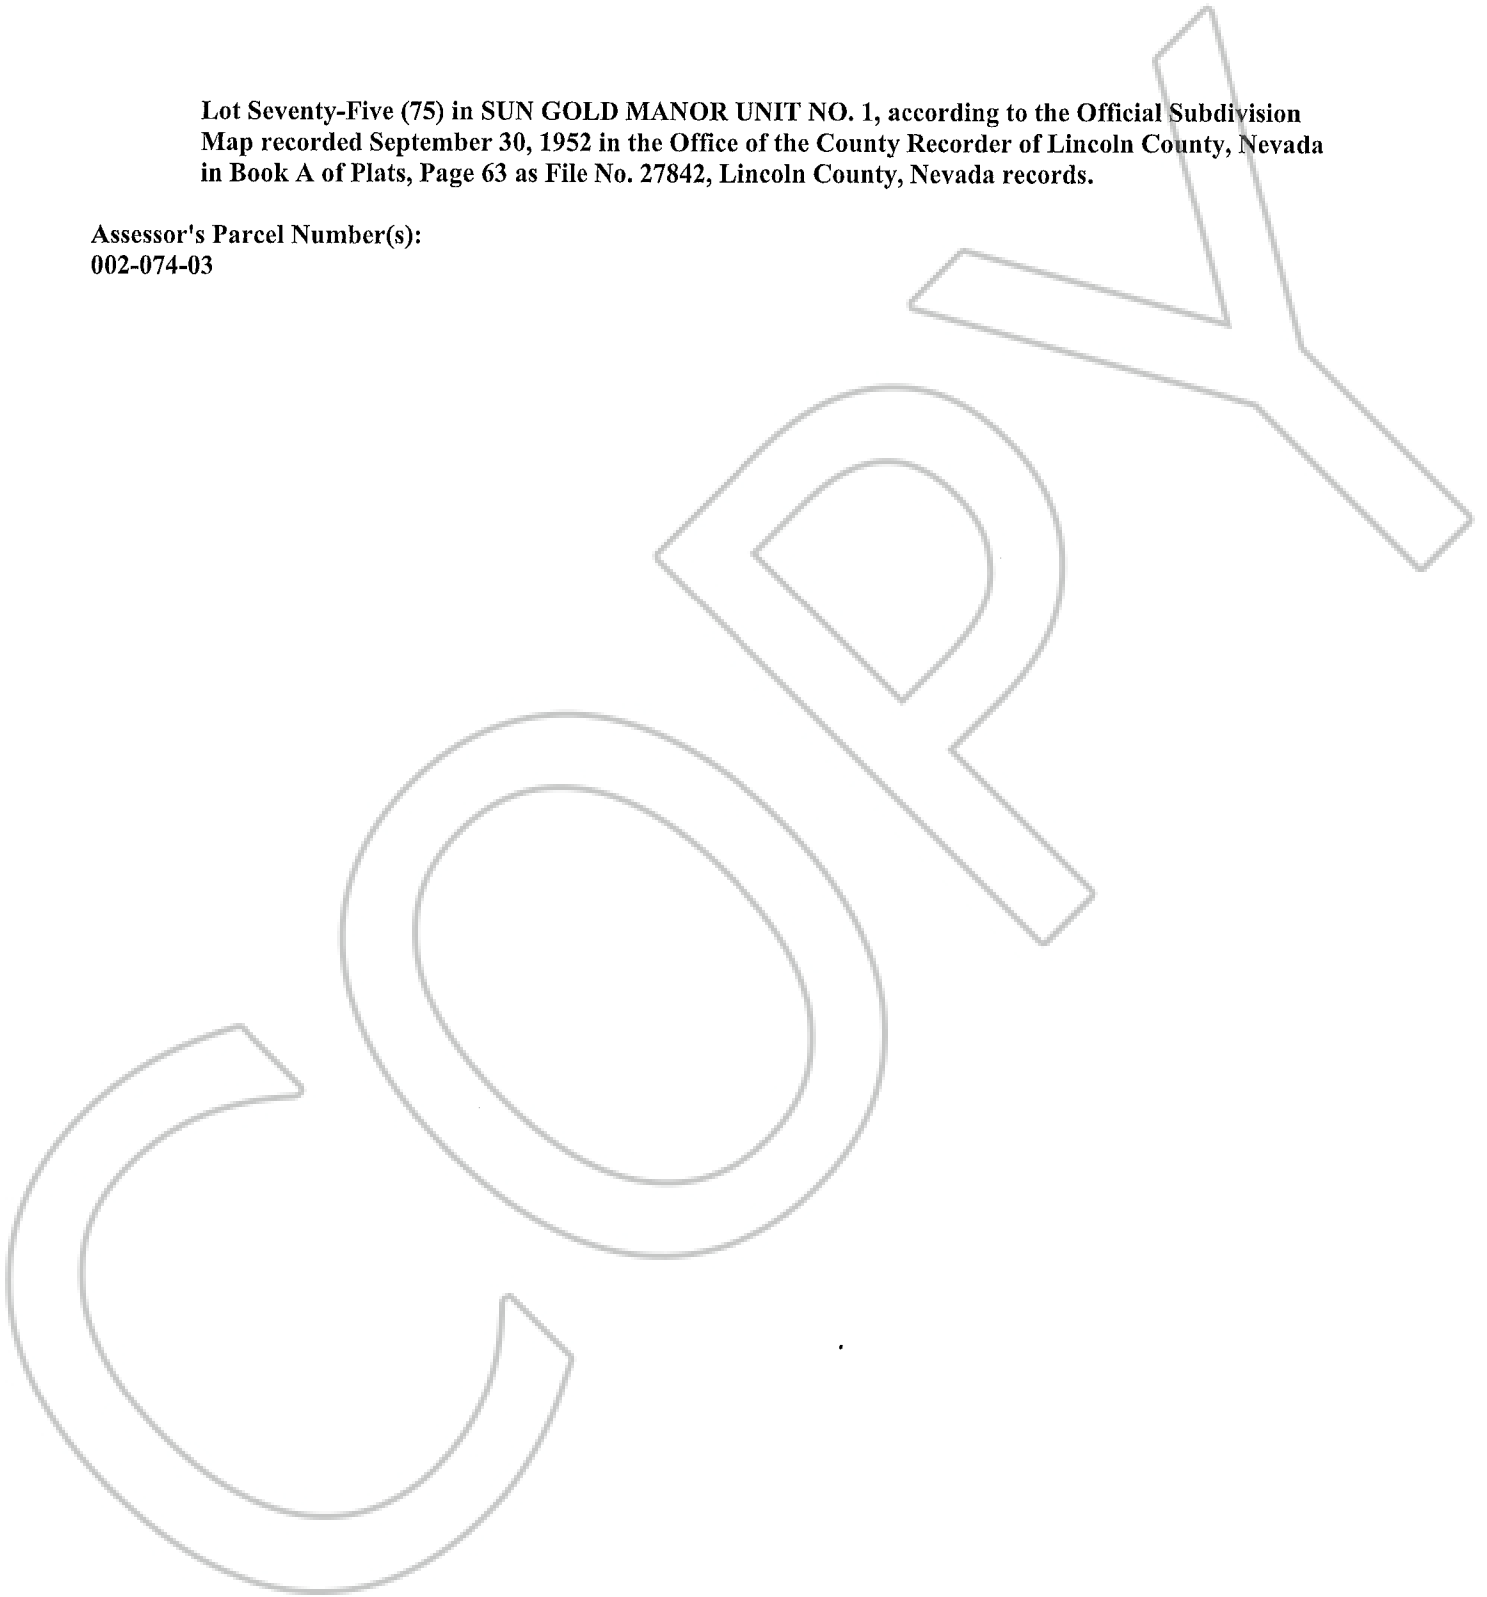 Lot Seventy-Five (75) in SUN GOLD MANOR UNIT NO. 1, according to the Official Subdivision
Map recorded September 30, 1952 in the Office of the County Recorder of Lincoln County, Nevada
in Book A of Plats, Page 63 as File No. 27842, Lincoln County, Nevada records.
Assessor's Parcel Number(s):
002-074-03
COPY